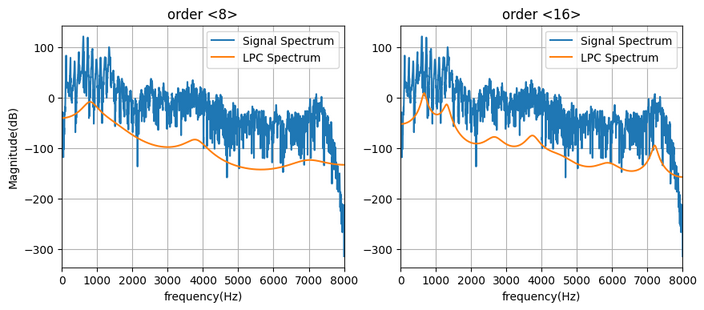 order <8>
Signal Spectrum
LPC Spectrum
100
0
−100
−200
−300
Magnitude(dB)
0 1000 2000 3000 4000 5000 6000 7000 8000
frequency(Hz)
order <16>
Signal Spectrum
LPC Spectrum
100
0
−100
−200
−300
0 1000 2000 3000 4000 5000 6000 7000 8000
frequency(Hz)